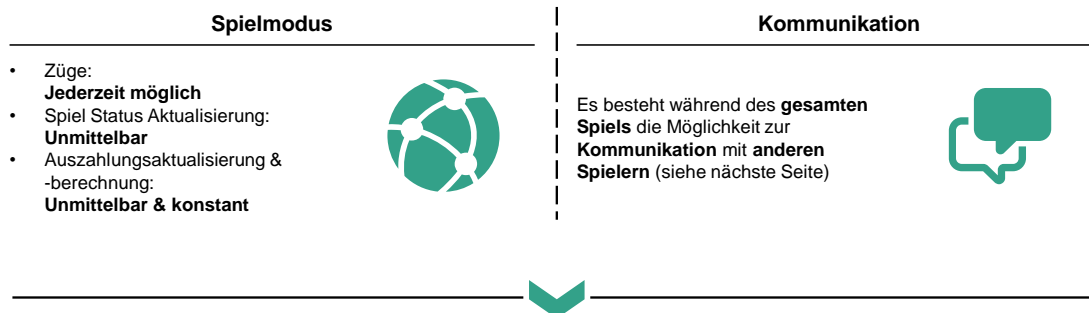 Spielmodus
• Züge:
Jederzeit möglich
• Spiel Status Aktualisierung:
Unmittelbar
• Auszahlungsaktualisierung &
-berechnung:
Unmittelbar & konstant
Kommunikation
Es besteht während des gesamten
Spiels die Möglichkeit zur
Kommunikation mit anderen
Spielern (siehe nächste Seite)